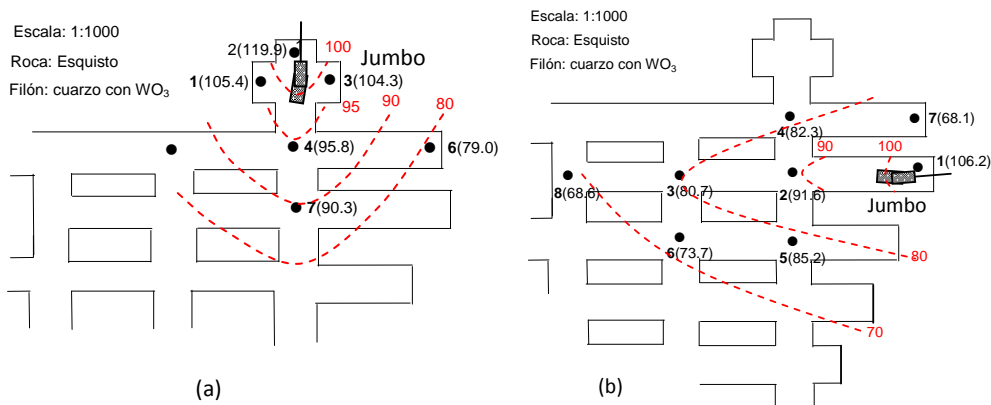 Escala: 1:1000
Roca: Esquisto
Filón: cuarzo con WO3
2(119.9)
100
Jumbo
1(105.4)
3(104.3)
95
90
80
4(95.8)
6(79.0)
7(90.3)
(a)
Escala: 1:1000
Roca: Esquisto
Filón: cuarzo con WO3
4(82.3)
7(68.1)
90
100
1(106.2)
8(68.6)
3(80.7)
2(91.6)
Jumbo
6(73.7)
5(85.2)
80
70
(b)